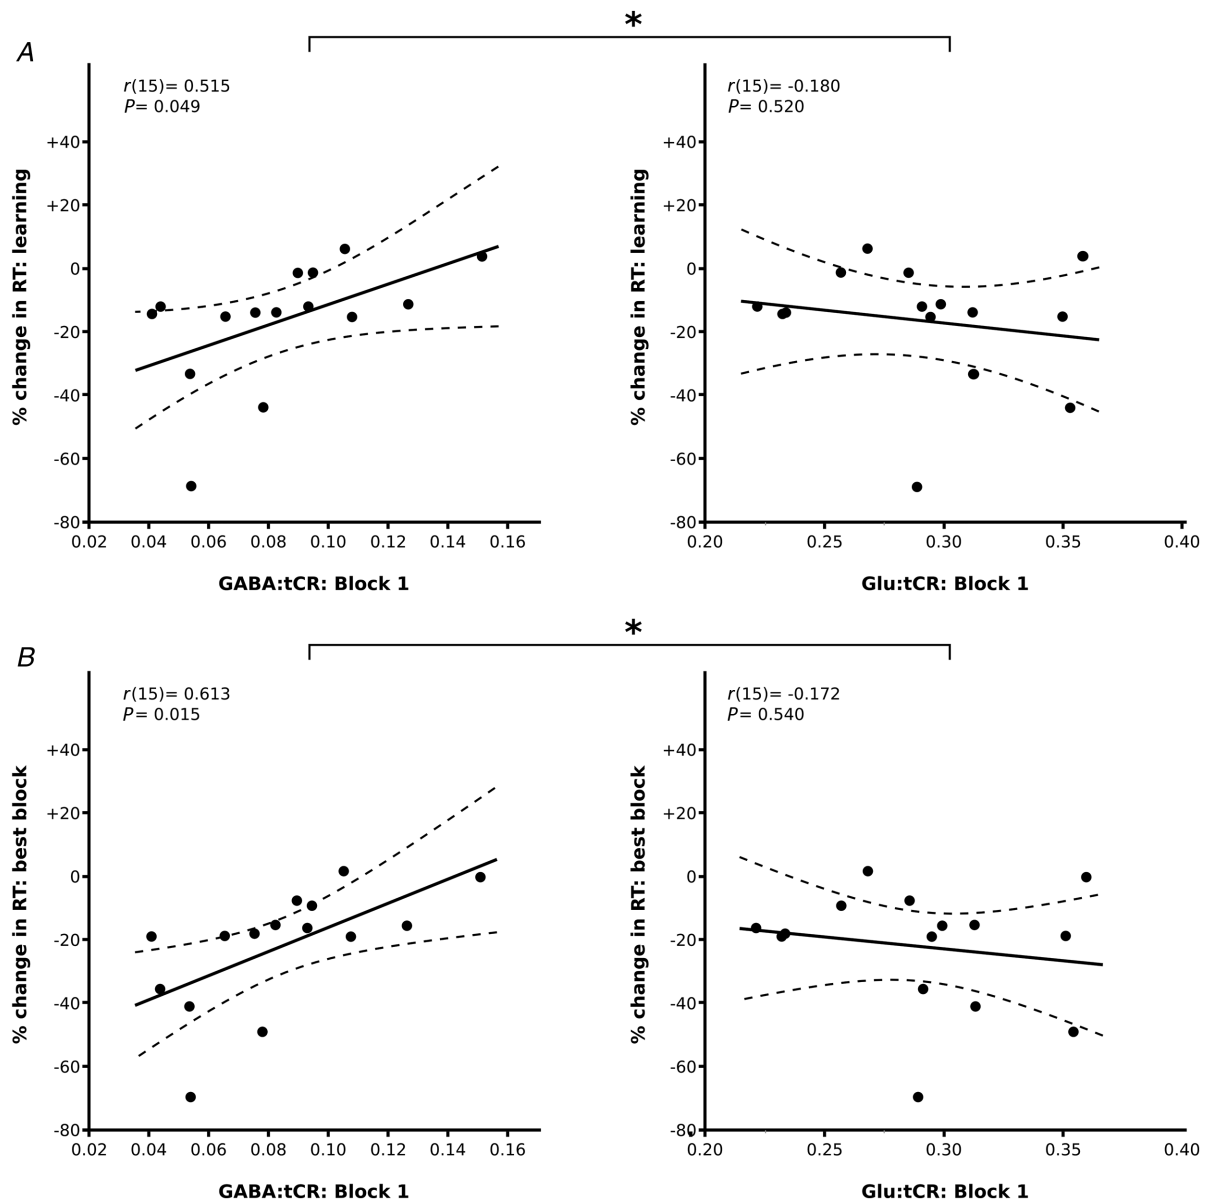 *
A
r(15)= 0.515
P= 0.049
+40
+20
0
-20
-40
-60
-80
0.02 0.04 0.06 0.08 0.10 0.12 0.14 0.16
% change in RT: learning
GABA:tCR: Block 1
r(15)= -0.180
P= 0.520
+40
+20
0
-20
-40
-60
-80
0.20 0.25 0.30 0.35 0.40
% change in RT: learning
Glu:tCR: Block 1
*
B
r(15)= 0.613
P= 0.015
+40
+20
0
-20
-40
-60
-80
0.02 0.04 0.06 0.08 0.10 0.12 0.14 0.16
% change in RT: best block
GABA:tCR: Block 1
r(15)= -0.172
P= 0.540
+40
+20
0
-20
-40
-60
-80
0.20 0.25 0.30 0.35 0.40
% change in RT: best block
Glu:tCR: Block 1